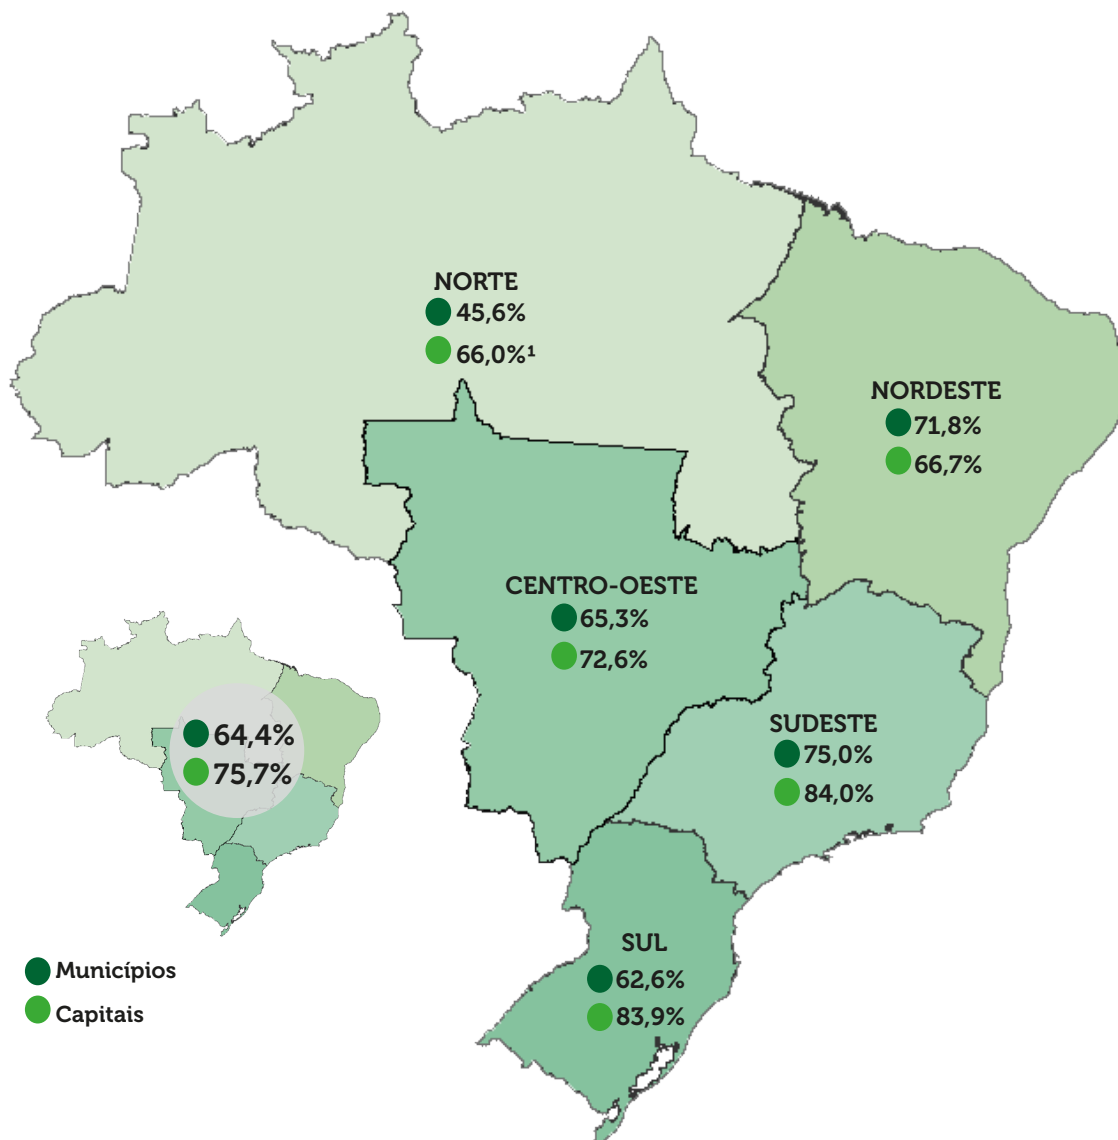 NORTE
45,6%
66,0%¹
NORDESTE
71,8%
66,7%
CENTRO-OESTE
65,3%
72,6%
SUDESTE
75,0%
84,0%
64,4%
75,7%
SUL
62,6%
83,9%
Municípios
Capitais